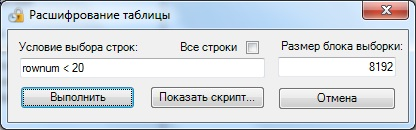 Расшифрование таблицы
Условие выбора строк: Все строки Размер блока выборки:
rownum < 20 8192
Выполнить Показать скрипт... Отмена